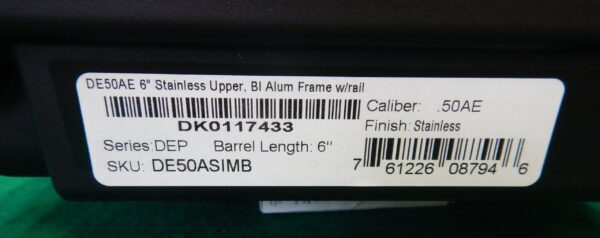 DE50AE 6" Stainless Upper, Bl Alum Frame w/rail
Caliber: .50AE
DK0117433
Finish: Stainless
Series: DEP Barrel Length: 6"
SKU: DE50ASIMB
7 61226 08794 6